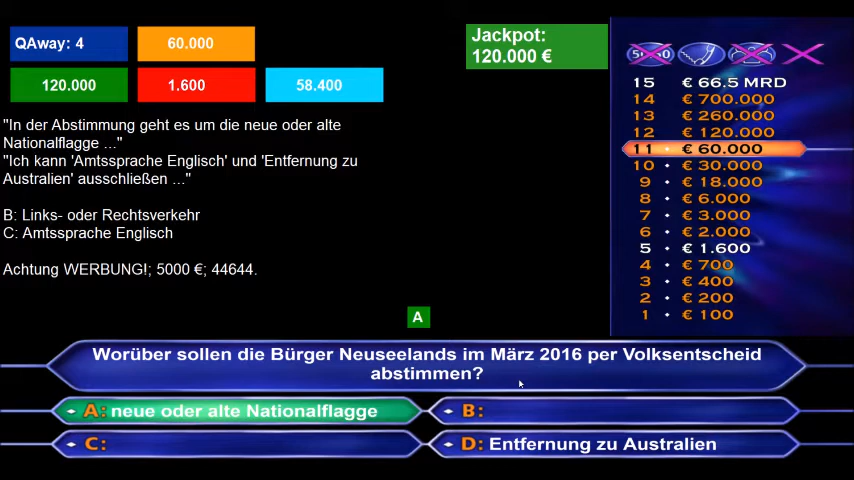 QAway: 4
60.000
120.000
1.600
58.400
Jackpot:
120.000 €
"In der Abstimmung geht es um die neue oder alte
Nationalflagge ..."
"Ich kann 'Amtssprache Englisch' und 'Entfernung zu
Australien' ausschließen ..."
B: Links- oder Rechtsverkehr
C: Amtssprache Englisch
Achtung WERBUNG!; 5000 €; 44644.
50:50
15 € 66.5 MRD
14 € 700.000
13 € 260.000
12 € 120.000
11 € 60.000
10 € 30.000
9 € 18.000
8 € 6.000
7 € 3.000
6 € 2.000
5 € 1.600
4 € 700
3 € 400
2 € 200
1 € 100
A
Worüber sollen die Bürger Neuseelands im März 2016 per Volksentscheid
abstimmen?
A: neue oder alte Nationalflagge
B:
C:
D: Entfernung zu Australien